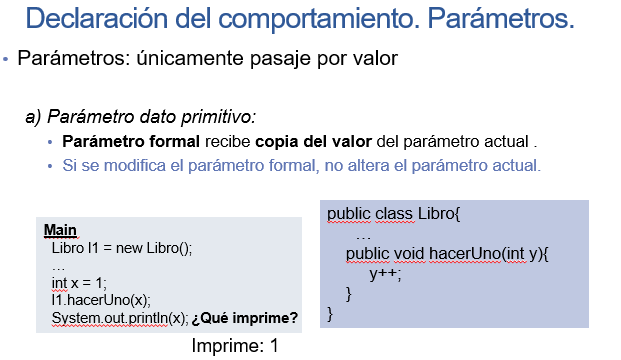 Declaración del comportamiento. Parámetros.
• Parámetros: únicamente pasaje por valor
a) Parámetro dato primitivo:
• Parámetro formal recibe copia del valor del parámetro actual .
• Si se modifica el parámetro formal, no altera el parámetro actual.
Main
Libro l1 = new Libro();
…
int x = 1;
l1.hacerUno(x);
System.out.println(x); ¿Qué imprime?
Imprime: 1
public class Libro{
…
public void hacerUno(int y){
y++;
}
}